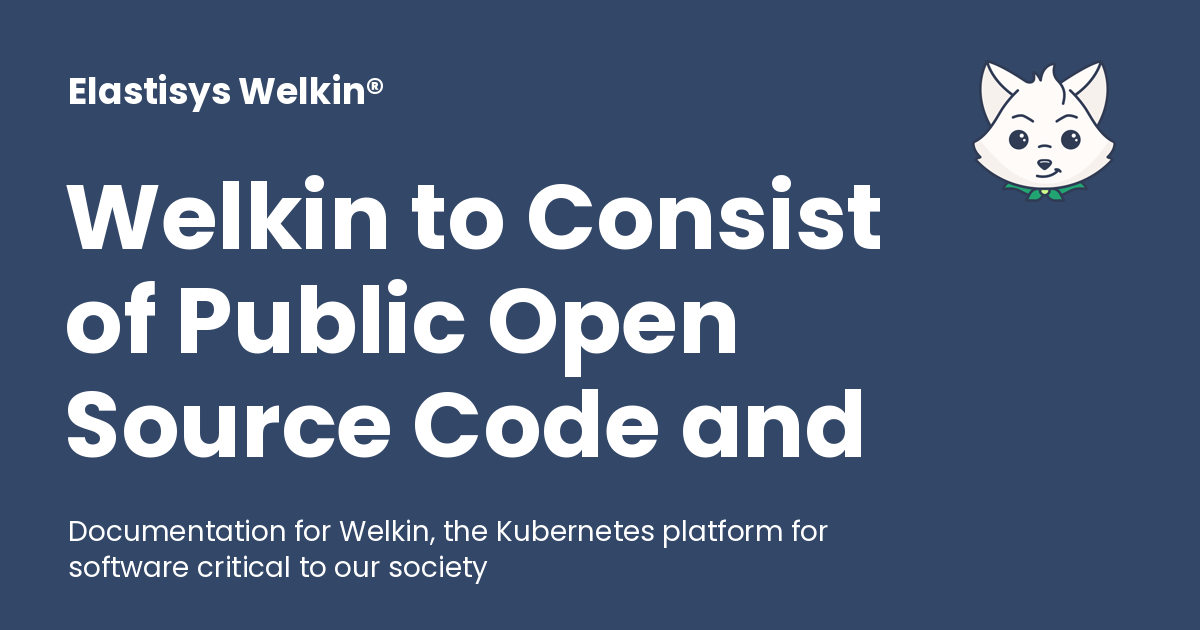 Elastisys Welkin®
Welkin to Consist
of Public Open
Source Code and
Documentation for Welkin, the Kubernetes platform for
software critical to our society